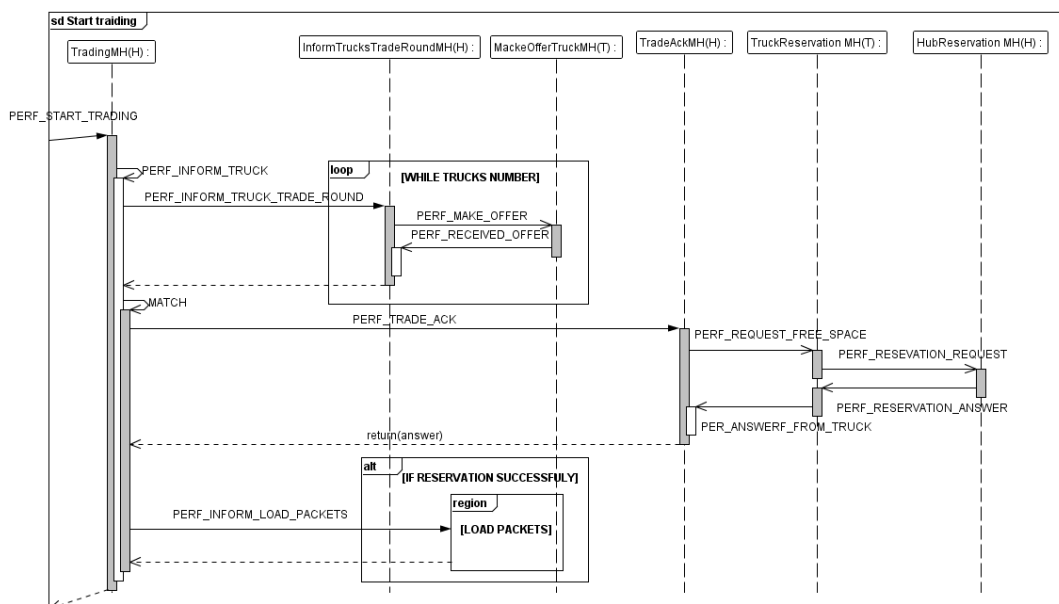 sd Start traiding
TradingMH(H) :
InformTrucksTradeRoundMH(H) :
MackeOfferTruckMH(T) :
TradeAckMH(H) :
TruckReservation MH(T) :
HubReservation MH(H) :
PERF_START_TRADING
PERF_INFORM_TRUCK
loop
[WHILE TRUCKS NUMBER]
PERF_INFORM_TRUCK_TRADE_ROUND
PERF_MAKE_OFFER
PERF_RECEIVED_OFFER
MATCH
PERF_TRADE_ACK
PERF_REQUEST_FREE_SPACE
PERF_RESEVATION_REQUEST
PERF_RESERVATION_ANSWER
PER_ANSWERF_FROM_TRUCK
return(answer)
alt
[IF RESERVATION SUCCESSFULY]
region
PERF_INFORM_LOAD_PACKETS
[LOAD PACKETS]